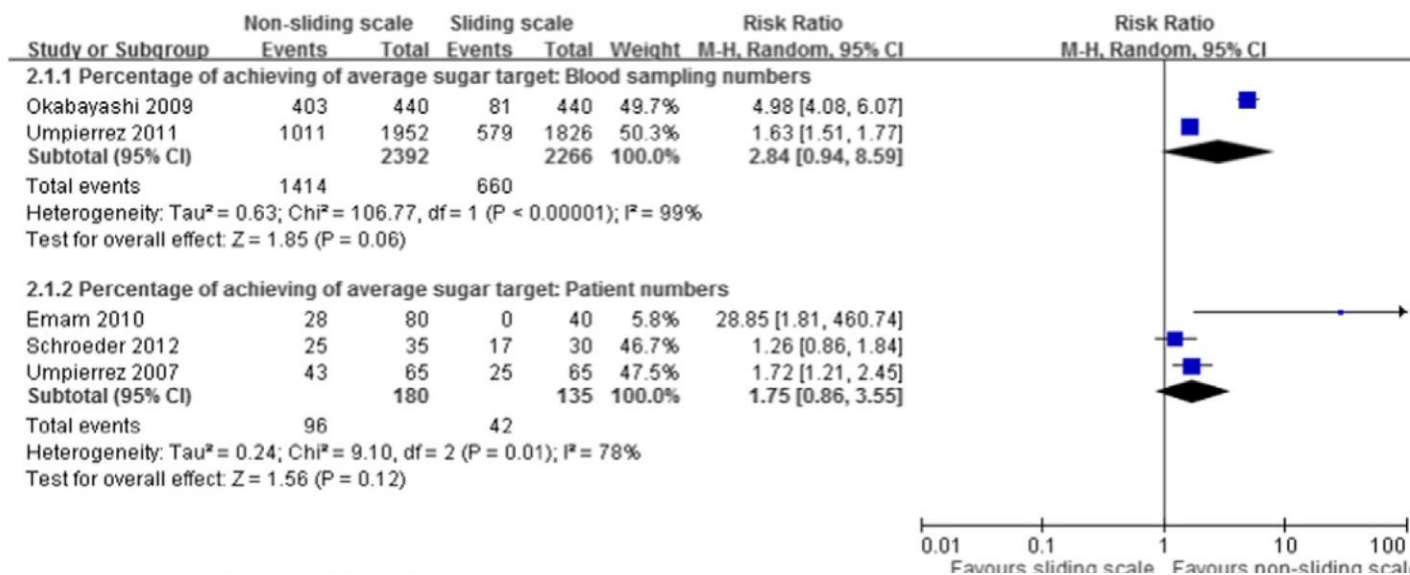 Non-sliding scale Sliding scale Risk Ratio Risk Ratio
Study or Subgroup Events Total Events Total Weight M-H, Random, 95% CI M-H, Random, 95% CI
2.1.1 Percentage of achieving of average sugar target: Blood sampling numbers
Okabayashi 2009 403 440 81 440 49.7% 4.98 [4.08, 6.07]
Umpierrez 2011 1011 1952 579 1826 50.3% 1.63 [1.51, 1.77]
Subtotal (95% CI) 2392 2266 100.0% 2.84 [0.94, 8.59]
Total events 1414 660
Heterogeneity: Tau² = 0.63; Chi² = 106.77, df = 1 (P < 0.00001); I² = 99%
Test for overall effect: Z = 1.85 (P = 0.06)
2.1.2 Percentage of achieving of average sugar target: Patient numbers
Emam 2010 28 80 0 40 5.8% 28.85 [1.81, 460.74]
Schroeder 2012 25 35 17 30 46.7% 1.26 [0.86, 1.84]
Umpierrez 2007 43 65 25 65 47.5% 1.72 [1.21, 2.45]
Subtotal (95% CI) 180 135 100.0% 1.75 [0.86, 3.55]
Total events 96 42
Heterogeneity: Tau² = 0.24; Chi² = 9.10, df = 2 (P = 0.01); I² = 78%
Test for overall effect: Z = 1.56 (P = 0.12)
0.01 0.1 1 10 100
Favours sliding scale Favours non-sliding scale